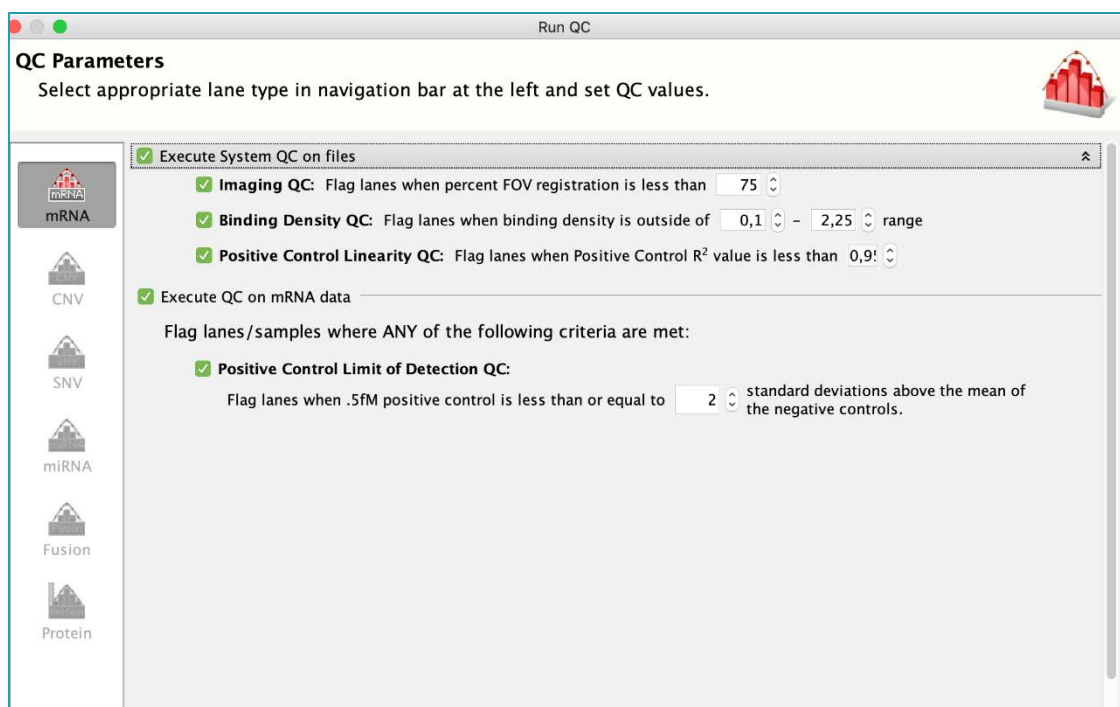 Run QC
QC Parameters
Select appropriate lane type in navigation bar at the left and set QC values.
mRNA
mRNA
CNV
SNV
miRNA
Fusion
Protein
Execute System QC on files
Imaging QC: Flag lanes when percent FOV registration is less than 75
Binding Density QC: Flag lanes when binding density is outside of 0,1 – 2,25 range
Positive Control Linearity QC: Flag lanes when Positive Control R² value is less than
Execute QC on mRNA data
Flag lanes/samples where ANY of the following criteria are met:
Positive Control Limit of Detection QC:
Flag lanes when .5fM positive control is less than or equal to 2 standard deviations above the mean of
the negative controls.